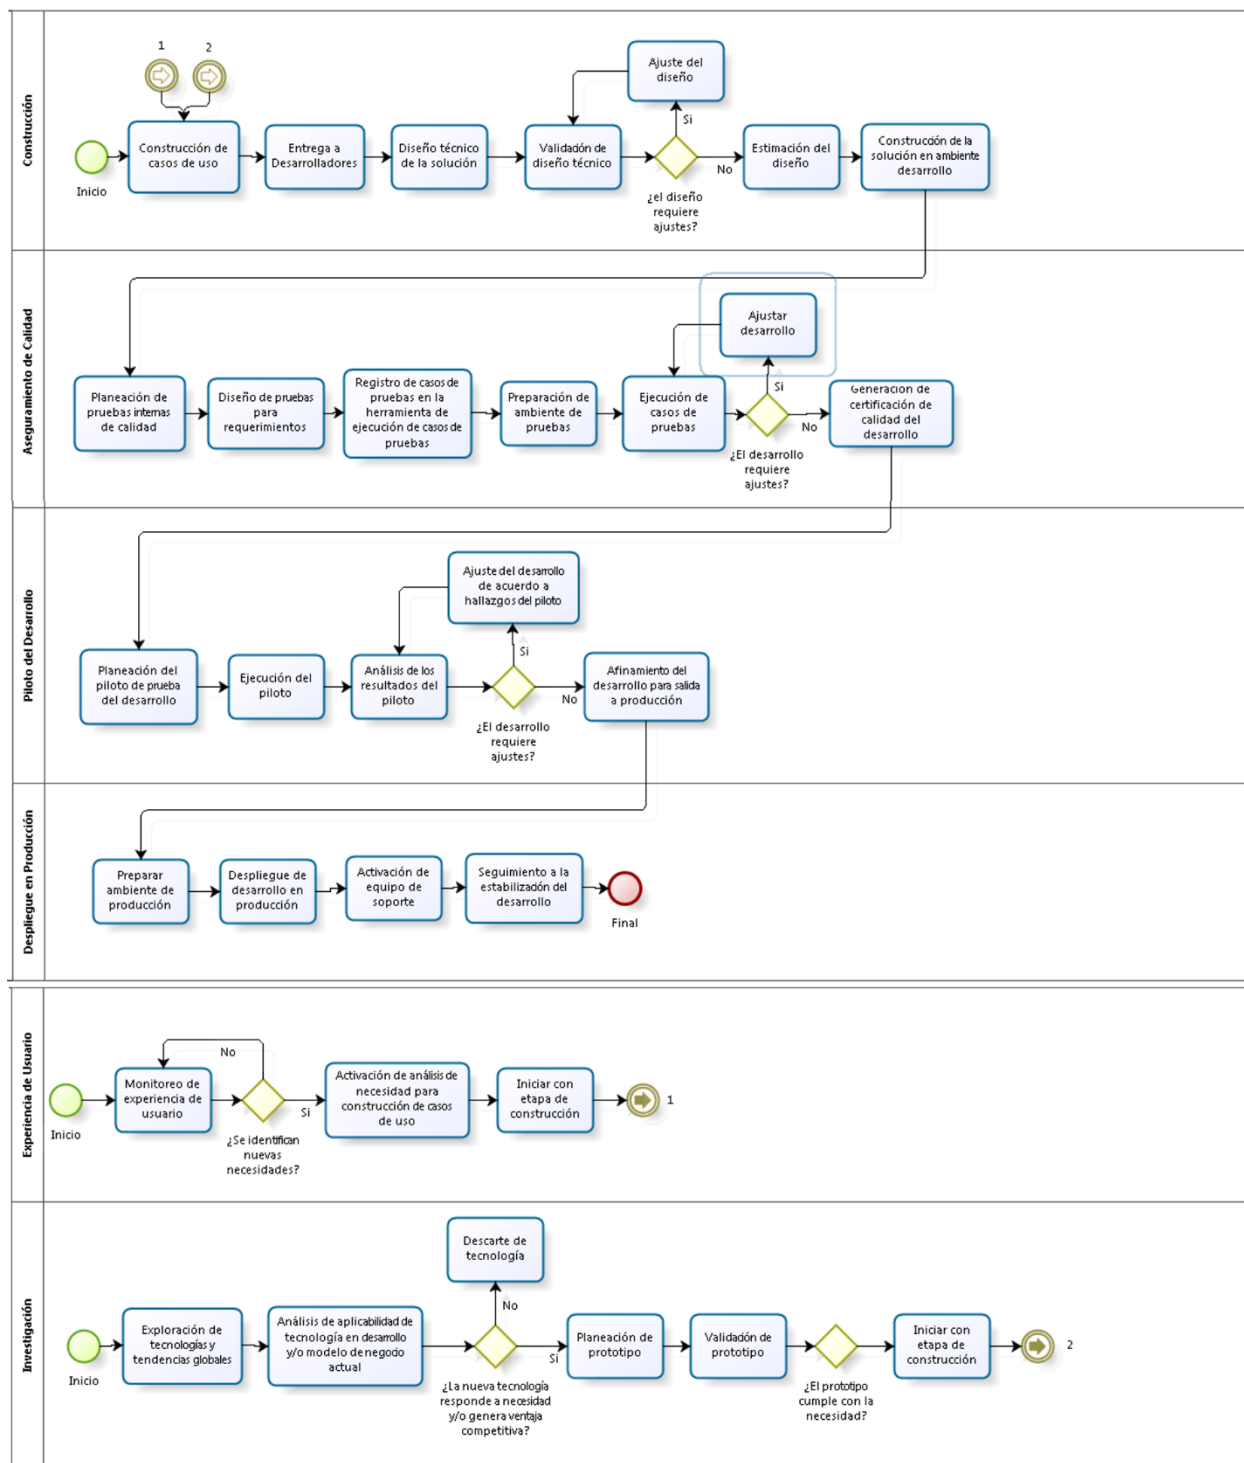 Construcción
1
2
Inicio
Construcción de
casos de uso
Entrega a
Desarrolladores
Diseño técnico
de la solución
Validación de
diseño técnico
Ajuste del
diseño
Si
¿el diseño
requiere
ajustes?
No
Estimación del
diseño
Construcción de la
solución en ambiente
desarrollo
Aseguramiento de Calidad
Planeación de
pruebas internas
de calidad
Diseño de pruebas
para
requerimientos
Registro de casos de
pruebas en la
herramienta de
ejecución de casos de
pruebas
Preparación de
ambiente de
pruebas
Ejecución de
casos de
pruebas
Ajustar
desarrollo
Si
¿El desarrollo
requiere
ajustes?
No
Generación de
certificación de
calidad del
desarrollo
Piloto del Desarrollo
Planeación del
piloto de prueba
del desarrollo
Ejecución del
piloto
Análisis de los
resultados del
piloto
Ajuste del desarrollo
de acuerdo a
hallazgos del piloto
Si
¿El desarrollo
requiere
ajustes?
No
Afinamiento del
desarrollo para salida
a producción
Despliegue en Producción
Preparar
ambiente de
producción
Despliegue de
desarrollo en
producción
Activación de
equipo de
soporte
Seguimiento a la
estabilización del
desarrollo
Final
Experiencia de Usuario
Inicio
Monitoreo de
experiencia de
usuario
No
¿Se identifican
nuevas
necesidades?
Si
Activación de análisis de
necesidad para
construcción de casos
de uso
Iniciar con
etapa de
construcción
1
Investigación
Inicio
Exploración de
tecnologías y
tendencias globales
Análisis de aplicabilidad de
tecnología en desarrollo
y/o modelo de negocio
actual
Descarte de
tecnología
No
¿La nueva tecnología
responde a necesidad
y/o genera ventaja
competitiva?
Si
Planeación de
prototipo
Validación de
prototipo
¿El prototipo
cumple con la
necesidad?
Iniciar con
etapa de
construcción
2